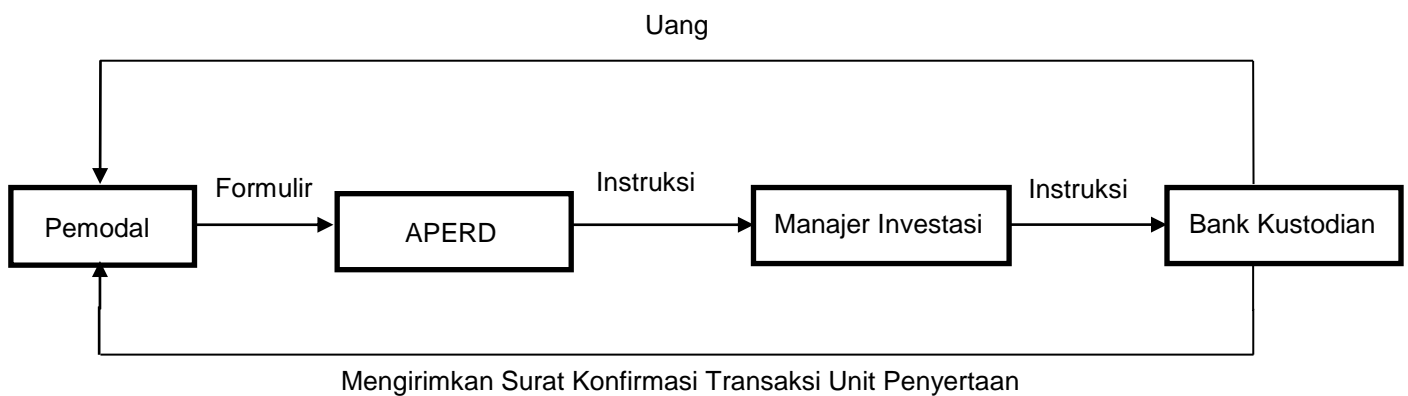 Uang
Formulir
Instruksi
Instruksi
Pemodal
APERD
Manajer Investasi
Bank Kustodian
Mengirimkan Surat Konfirmasi Transaksi Unit Penyertaan